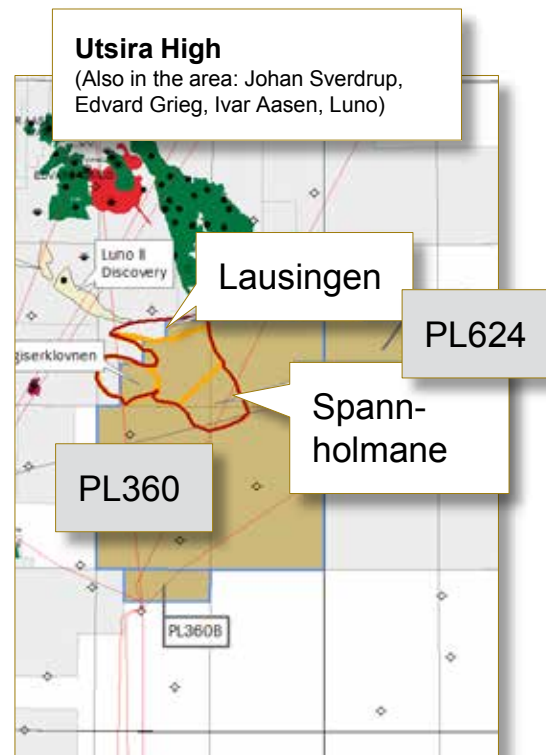 Utsira High
(Also in the area: Johan Sverdrup,
Edvard Grieg, Ivar Aasen, Luno)
Luno II
Discovery
Lausingen
PL624
giserklovnen
Spann-
holmane
PL360
PL360B